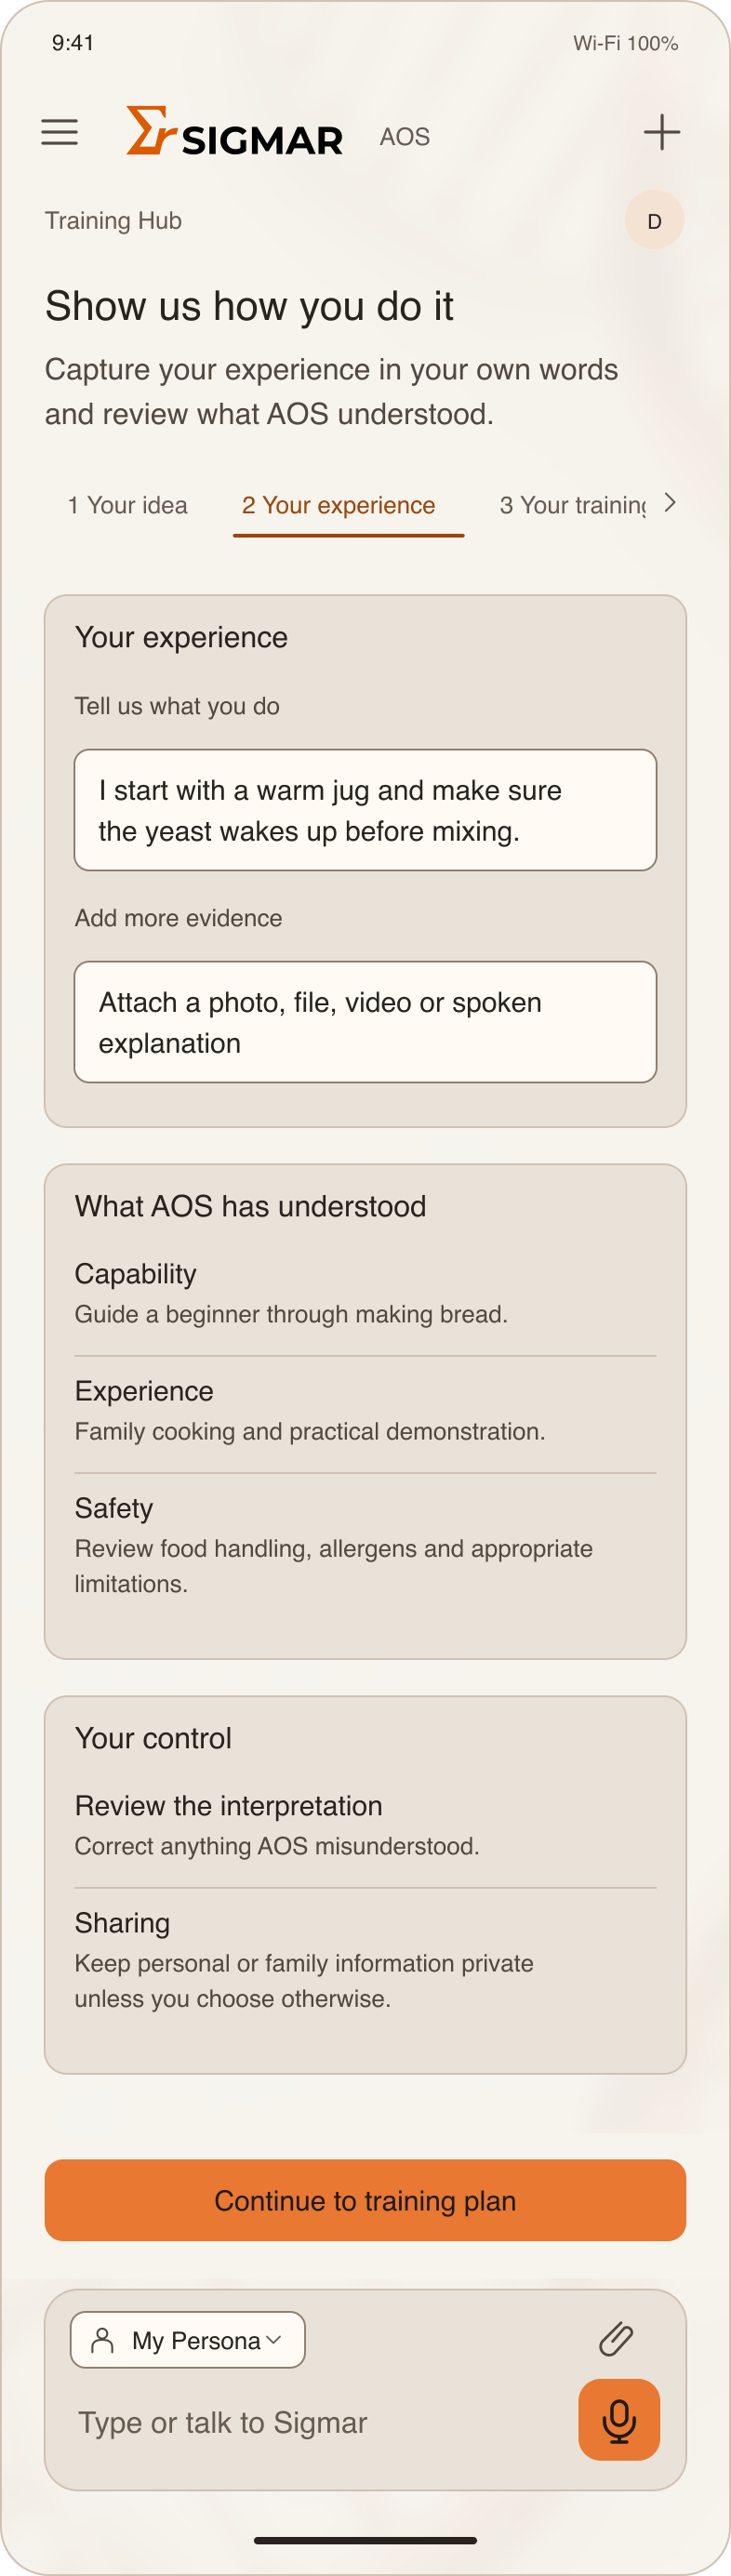 9:41 Wi-Fi 100%
Σr SIGMAR AOS
Training Hub D
Show us how you do it
Capture your experience in your own words
and review what AOS understood.
1 Your idea 2 Your experience 3 Your training
Your experience
Tell us what you do
I start with a warm jug and make sure
the yeast wakes up before mixing.
Add more evidence
Attach a photo, file, video or spoken
explanation
What AOS has understood
Capability
Guide a beginner through making bread.
Experience
Family cooking and practical demonstration.
Safety
Review food handling, allergens and appropriate
limitations.
Your control
Review the interpretation
Correct anything AOS misunderstood.
Sharing
Keep personal or family information private
unless you choose otherwise.
Continue to training plan
My Persona
Type or talk to Sigmar